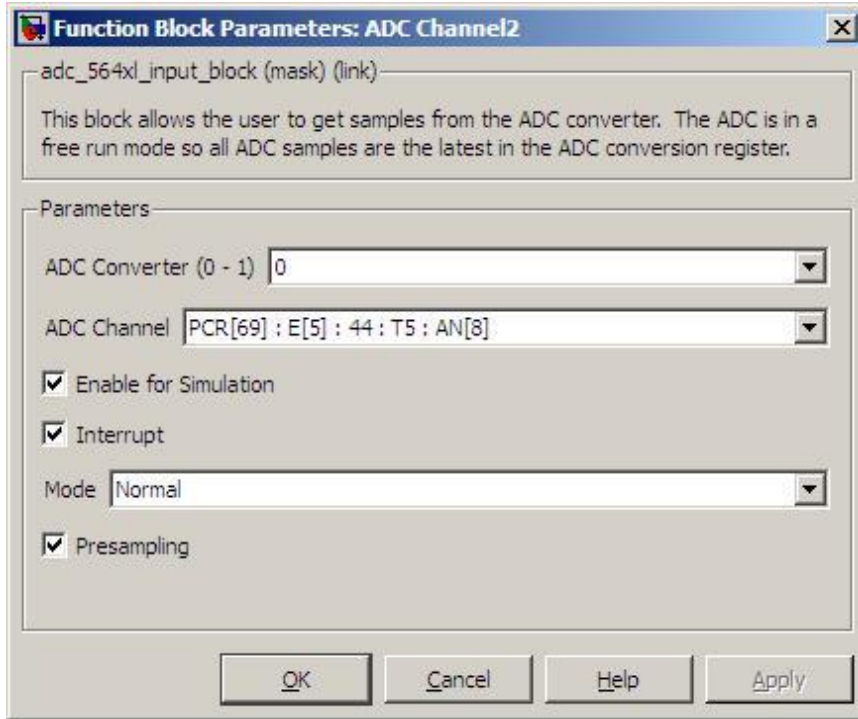 Function Block Parameters: ADC Channel2
adc_564xl_input_block (mask) (link)
This block allows the user to get samples from the ADC converter.  The ADC is in a
free run mode so all ADC samples are the latest in the ADC conversion register.
Parameters
ADC Converter (0 - 1) 0
ADC Channel PCR[69] : E[5] : 44 : T5 : AN[8]
Enable for Simulation
Interrupt
Mode Normal
Presampling
OK Cancel Help Apply